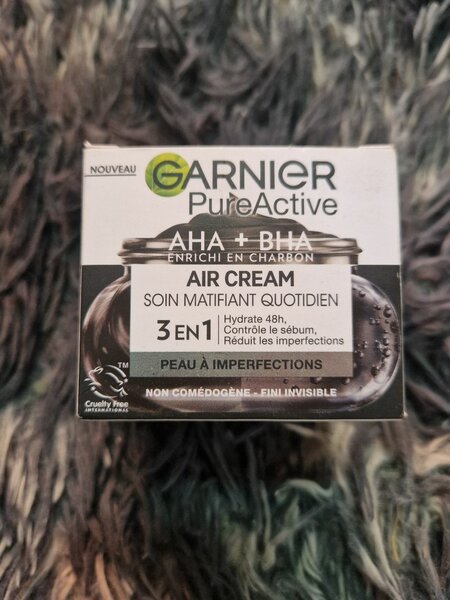 NOUVEAU
GARNIER
PureActive
AHA + BHA
ENRICHI EN CHARBON
AIR CREAM
SOIN MATIFIANT QUOTIDIEN
3 EN 1
Hydrate 48h,
Contrôle le sébum,
Réduit les imperfections
PEAU À IMPERFECTIONS
TM
Cruelty Free
INTERNATIONAL
NON COMÉDOGÈNE - FINI INVISIBLE